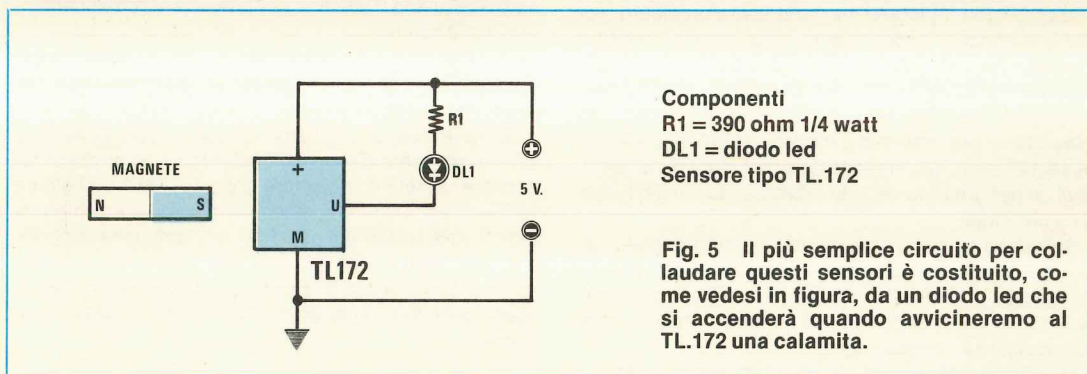 MAGNETE
N S
+
U
M
TL172
R1
DL1
5 V.
+
−
Componenti
R1 = 390 ohm 1/4 watt
DL1 = diodo led
Sensore tipo TL.172
Fig. 5 Il più semplice circuito per col-
laudare questi sensori è costituito, co-
me vedesi in figura, da un diodo led che
si accenderà quando avvicineremo al
TL.172 una calamita.